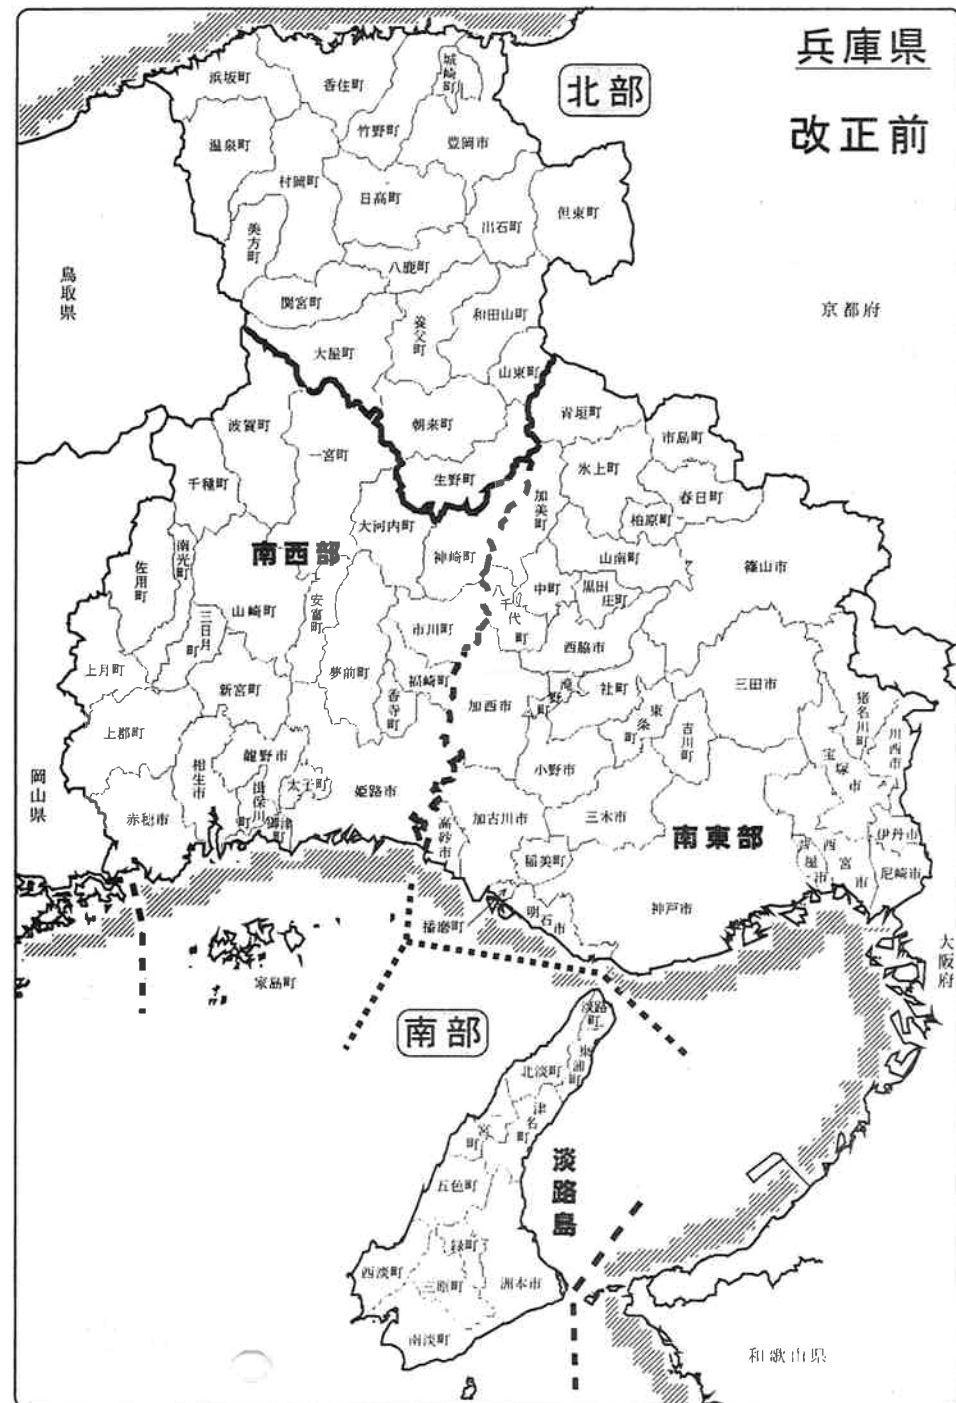 兵庫県
改正前
北部
浜坂町
香住町
城崎町
竹野町
豊岡市
温泉町
村岡町
日高町
出石町
但東町
美方町
八鹿町
関宮町
養父町
和田山町
大屋町
山東町
朝来町
生野町
鳥取県
京都府
青垣町
市島町
波賀町
一宮町
氷上町
春日町
千種町
加美町
柏原町
大河内町
南西部
神崎町
山南町
篠山市
南光町
佐用町
中町
黒田庄町
八千代町
安富町
山崎町
三日月町
市川町
西脇市
上月町
新宮町
夢前町
福崎町
香寺町
加西市
滝野町
社町
東条町
吉川町
三田市
猪名川町
川西市
宝塚市
上郡町
相生市
龍野市
揖保川町
太子町
御津町
姫路市
小野市
岡山県
赤穂市
高砂市
加古川市
三木市
南東部
伊丹市
芦屋市
西宮市
尼崎市
稲美町
播磨町
明石市
神戸市
大阪府
家島町
南部
淡路町
東浦町
北淡町
津名町
宮町
五色町
淡路島
緑町
西淡町
三原町
洲本市
南淡町
和歌山県